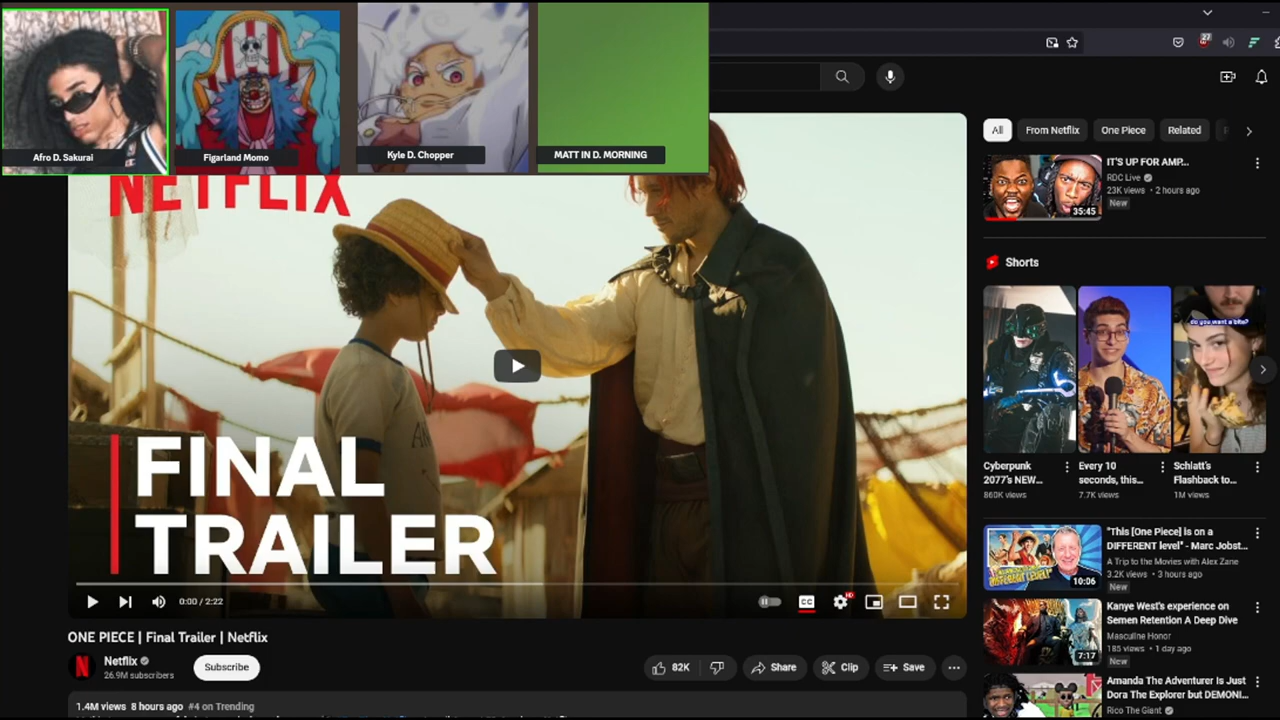 Afro D. Sakurai
Figarland Momo
Kyle D. Chopper
MATT IN D. MORNING
27
All
From Netflix
One Piece
Related
NETFLIX
IT'S UP FOR AMP...
RDC Live
23K views • 2 hours ago
New
35:45
Shorts
do you want a bite?
Cyberpunk
2077's NEW...
860K views
Every 10
seconds, this...
7.7K views
Schlatt's
Flashback to...
1M views
FINAL
TRAILER
"This [One Piece] is on a
DIFFERENT level" - Marc Jobst...
A Trip to the Movies with Alex Zane
3.2K views • 3 hours ago
New
10:06
0:00 / 2:22
CC
HD
Kanye West's experience on
Semen Retention A Deep Dive
Masculine Honor
185 views • 1 day ago
New
7:17
ONE PIECE | Final Trailer | Netflix
N
Netflix
26.9M subscribers
Subscribe
82K
Share
Clip
Save
Amanda The Adventurer Is Just
Dora The Explorer but DEMONI...
Rico The Giant
1.4M views 8 hours ago #4 on Trending